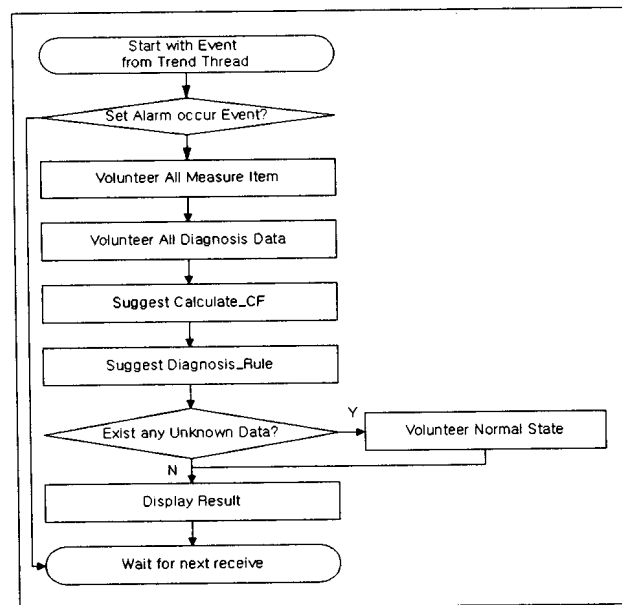 Start with Event
from Trend Thread
Set Alarm occur Event?
Volunteer All Measure Item
Volunteer All Diagnosis Data
Suggest Calculate_CF
Suggest Diagnosis_Rule
Exist any Unknown Data?
Y
Volunteer Normal State
N
Display Result
Wait for next receive